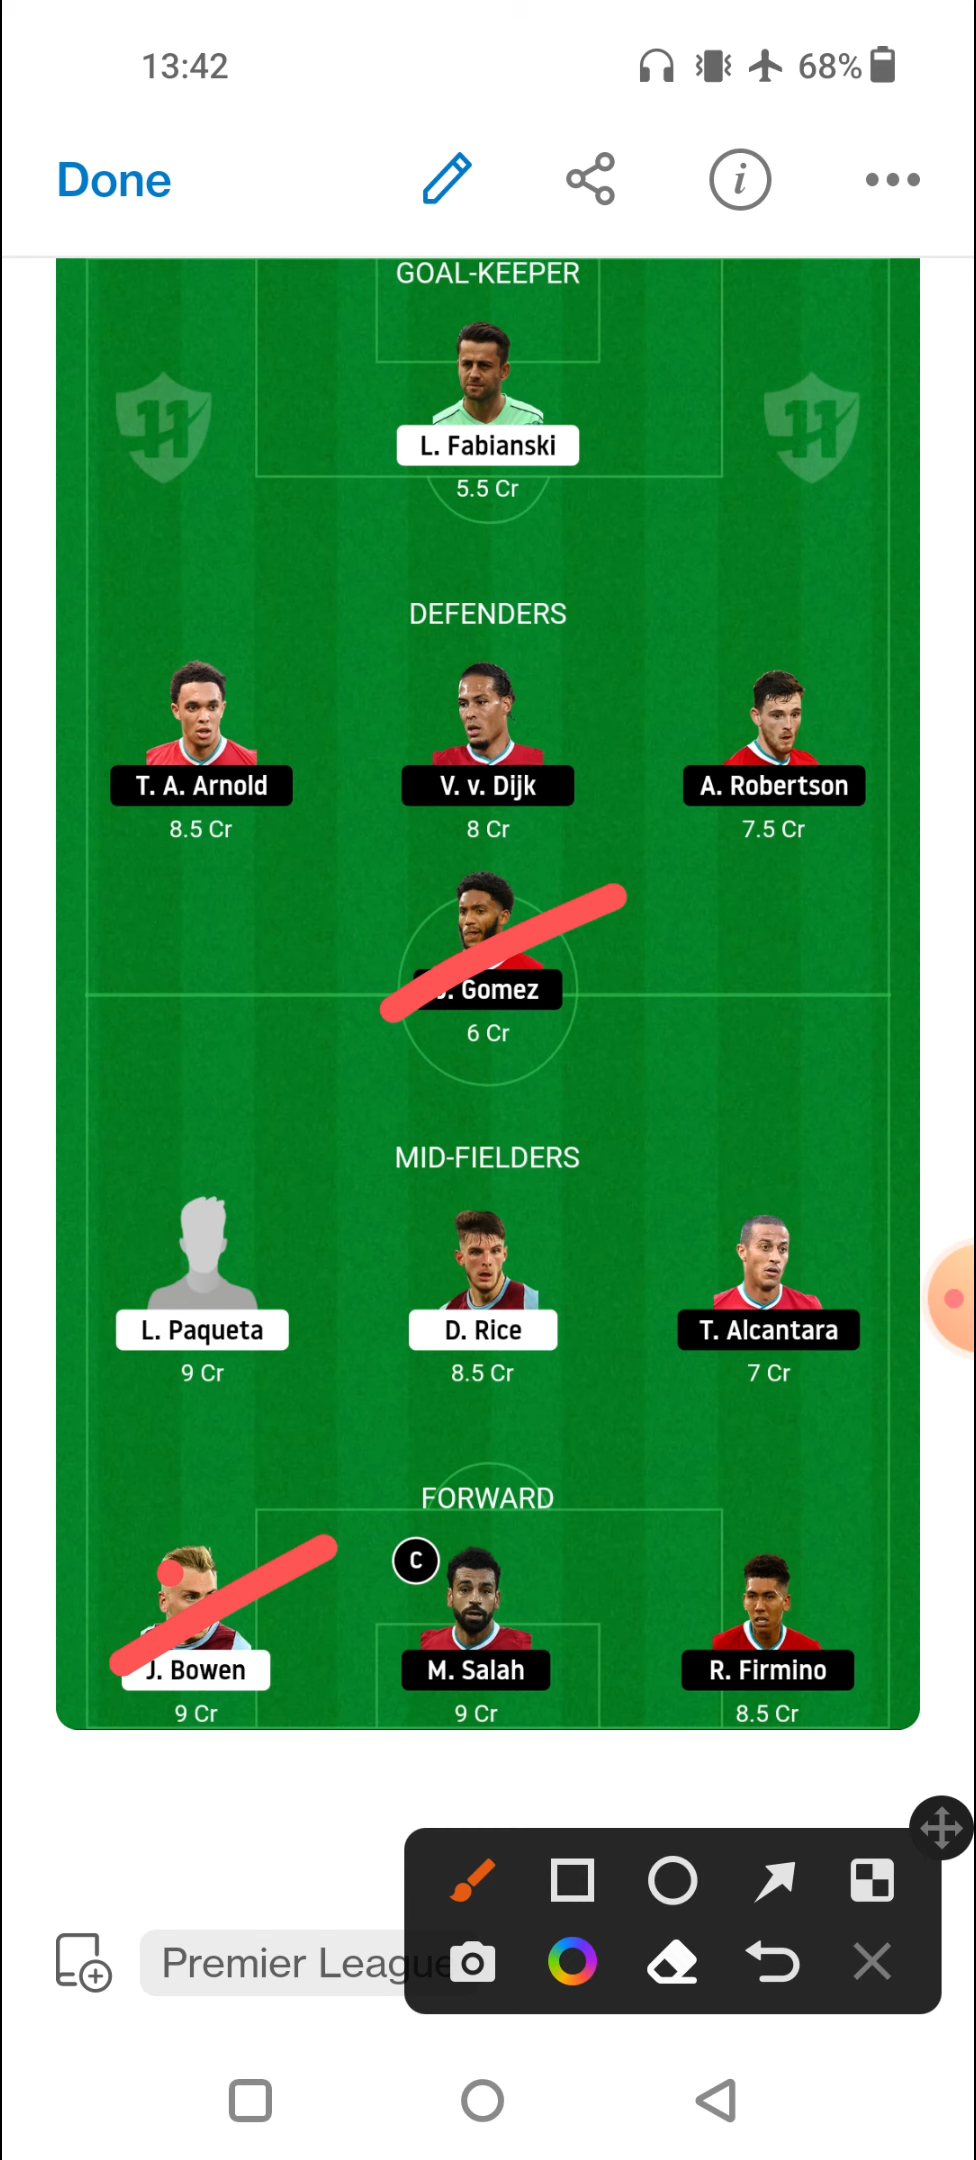 13:42
68%
Done
GOAL-KEEPER
11
11
L. Fabianski
5.5 Cr
DEFENDERS
T. A. Arnold
V. v. Dijk
A. Robertson
8.5 Cr
8 Cr
7.5 Cr
Gomez
6 Cr
MID-FIELDERS
L. Paqueta
D. Rice
T. Alcantara
9 Cr
8.5 Cr
7 Cr
FORWARD
C
J. Bowen
M. Salah
R. Firmino
9 Cr
9 Cr
8.5 Cr
Premier League